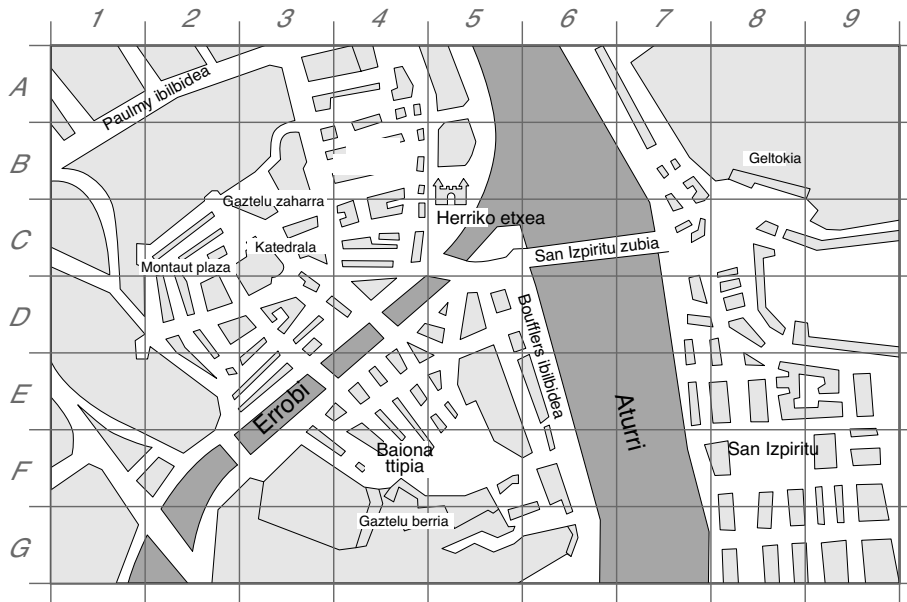 1 2 3 4 5 6 7 8 9
A
Paulmy ibilbidea
B
Geltokia
Gaztelu zaharra
Herriko etxea
C
Katedrala
San Izpiritu zubia
Montaut plaza
D
Boufflers ibilbidea
E
Errobi
Aturri
F
Baiona
ttipia
San Izpiritu
Gaztelu berria
G